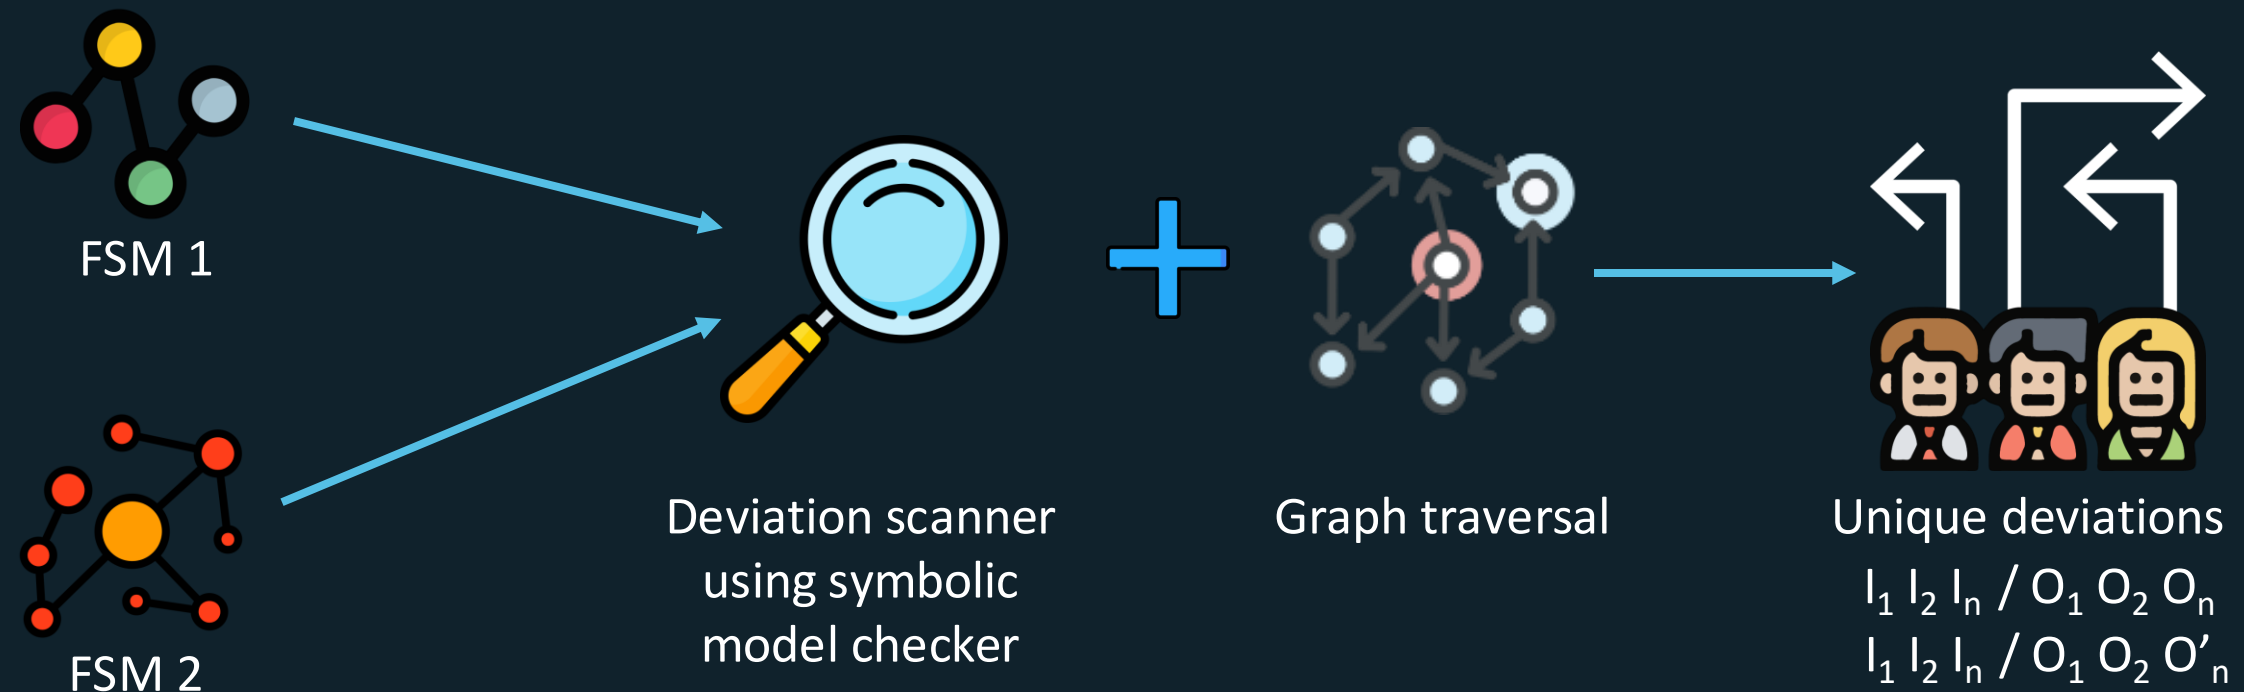 FSM 1
FSM 2
Deviation scanner
using symbolic
model checker
Graph traversal
Unique deviations
I₁ I₂ Iₙ / O₁ O₂ Oₙ
I₁ I₂ Iₙ / O₁ O₂ O’ₙ